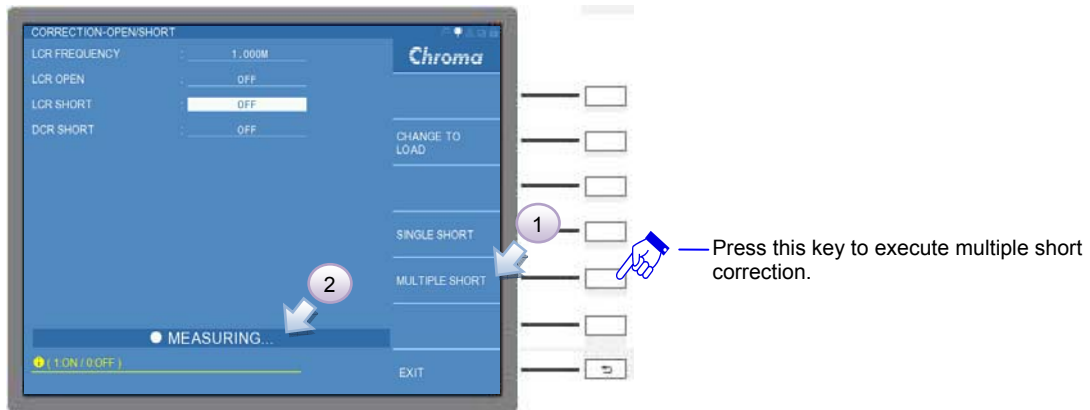 CORRECTION-OPEN/SHORT
LCR FREQUENCY : 1.000M
LCR OPEN : OFF
LCR SHORT : OFF
DCR SHORT : OFF
Chroma
CHANGE TO
LOAD
SINGLE SHORT
MULTIPLE SHORT
EXIT
1
2
MEASURING...
( 1:ON / 0:OFF )
Press this key to execute multiple short
correction.